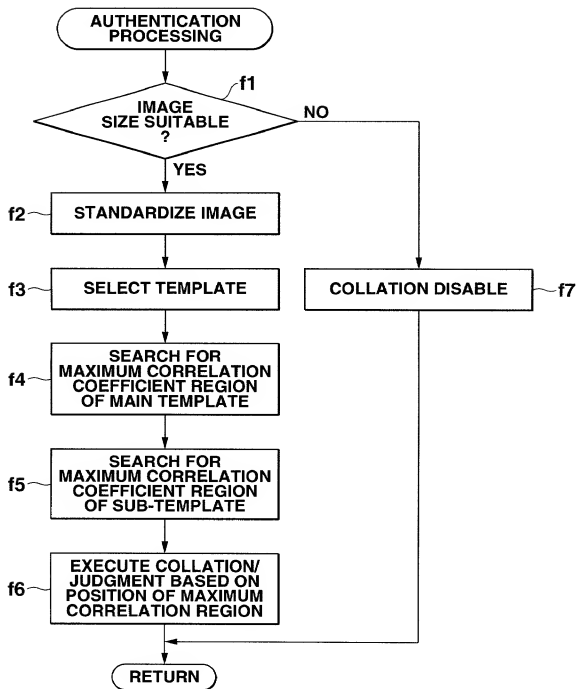 AUTHENTICATION
PROCESSING
f1
IMAGE
SIZE SUITABLE
?
NO
YES
f2
STANDARDIZE IMAGE
f3
SELECT TEMPLATE
COLLATION DISABLE
f7
f4
SEARCH FOR
MAXIMUM CORRELATION
COEFFICIENT REGION
OF MAIN TEMPLATE
f5
SEARCH FOR
MAXIMUM CORRELATION
COEFFICIENT REGION
OF SUB-TEMPLATE
f6
EXECUTE COLLATION/
JUDGMENT BASED ON
POSITION OF MAXIMUM
CORRELATION REGION
RETURN